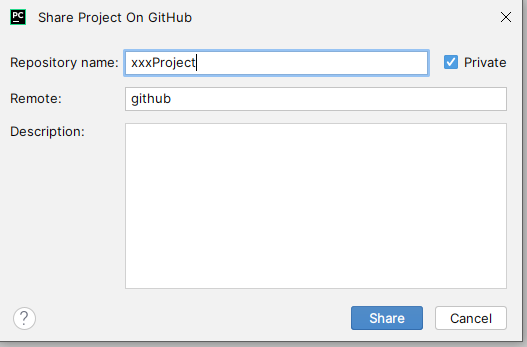 PC Share Project On GitHub
Repository name: xxxProject Private
Remote: github
Description:
? Share Cancel